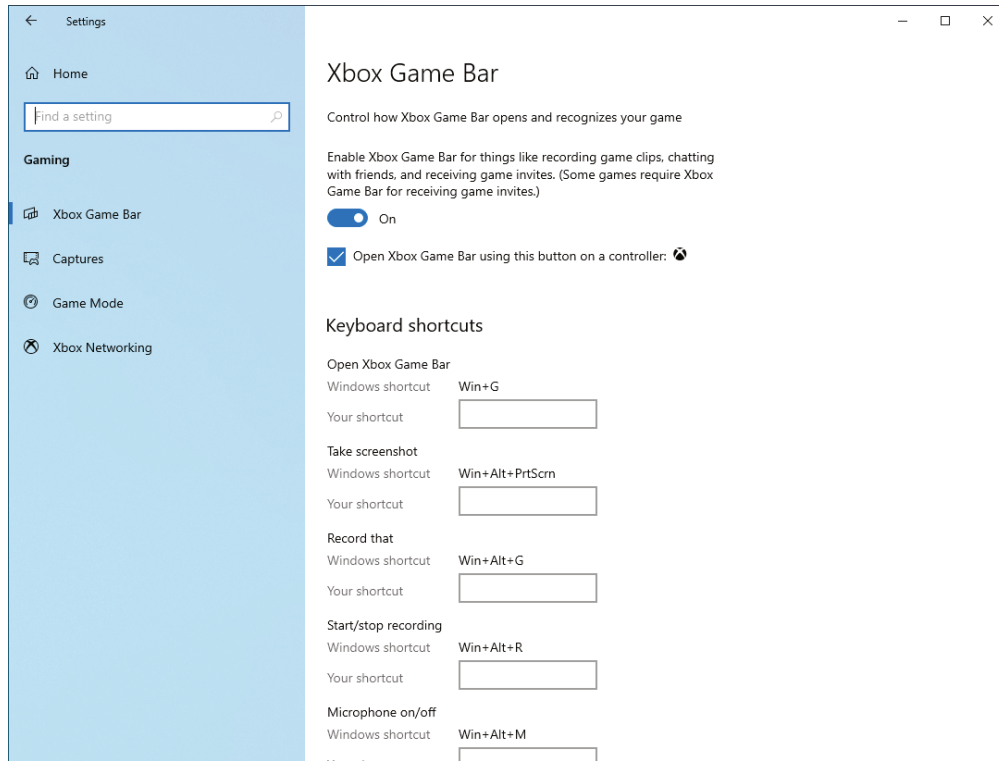 Settings
Home
Find a setting
Gaming
Xbox Game Bar
Captures
Game Mode
Xbox Networking
Xbox Game Bar
Control how Xbox Game Bar opens and recognizes your game
Enable Xbox Game Bar for things like recording game clips, chatting
with friends, and receiving game invites. (Some games require Xbox
Game Bar for receiving game invites.)
On
Open Xbox Game Bar using this button on a controller:
Keyboard shortcuts
Open Xbox Game Bar
Windows shortcut Win+G
Your shortcut
Take screenshot
Windows shortcut Win+Alt+PrtScrn
Your shortcut
Record that
Windows shortcut Win+Alt+G
Your shortcut
Start/stop recording
Windows shortcut Win+Alt+R
Your shortcut
Microphone on/off
Windows shortcut Win+Alt+M